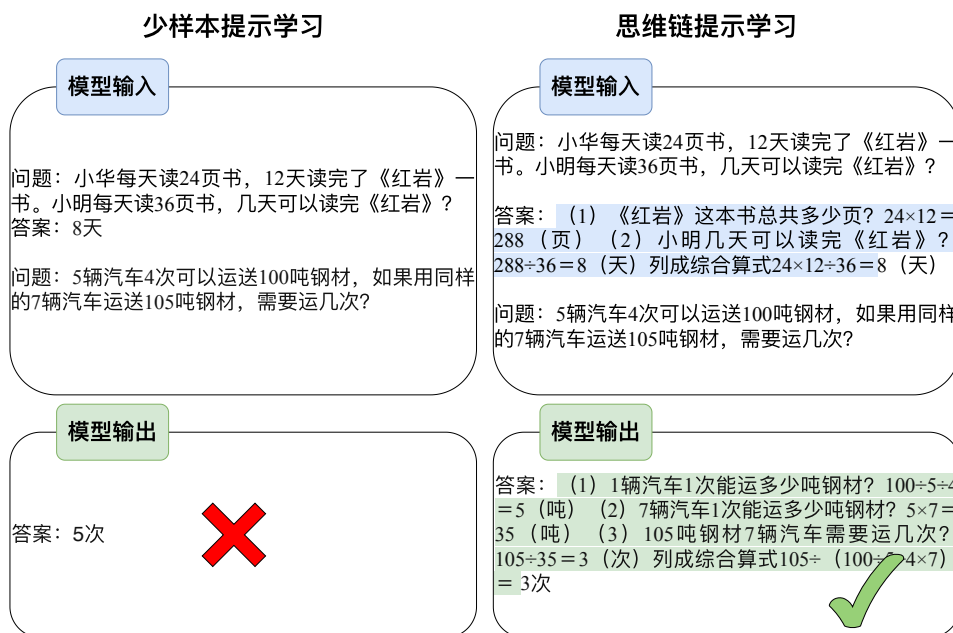 少样本提示学习
模型输入
问题：小华每天读24页书，12天读完了《红岩》一
书。小明每天读36页书，几天可以读完《红岩》？
答案：8天
问题：5辆汽车4次可以运送100吨钢材，如果用同样
的7辆汽车运送105吨钢材，需要运几次？
模型输出
答案：5次
思维链提示学习
模型输入
问题：小华每天读24页书，12天读完了《红岩》一
书。小明每天读36页书，几天可以读完《红岩》？
答案：（1）《红岩》这本书总共多少页？24×12＝
288（页）（2）小明几天可以读完《红岩》？
288÷36＝8（天）列成综合算式24×12÷36＝8（天）
问题：5辆汽车4次可以运送100吨钢材，如果用同样
的7辆汽车运送105吨钢材，需要运几次？
模型输出
答案：（1）1辆汽车1次能运多少吨钢材？100÷5÷4
＝5（吨）（2）7辆汽车1次能运多少吨钢材？5×7＝
35（吨）（3）105吨钢材7辆汽车需要运几次？
105÷35＝3（次）列成综合算式105÷（100÷5÷4×7）
＝ 3次